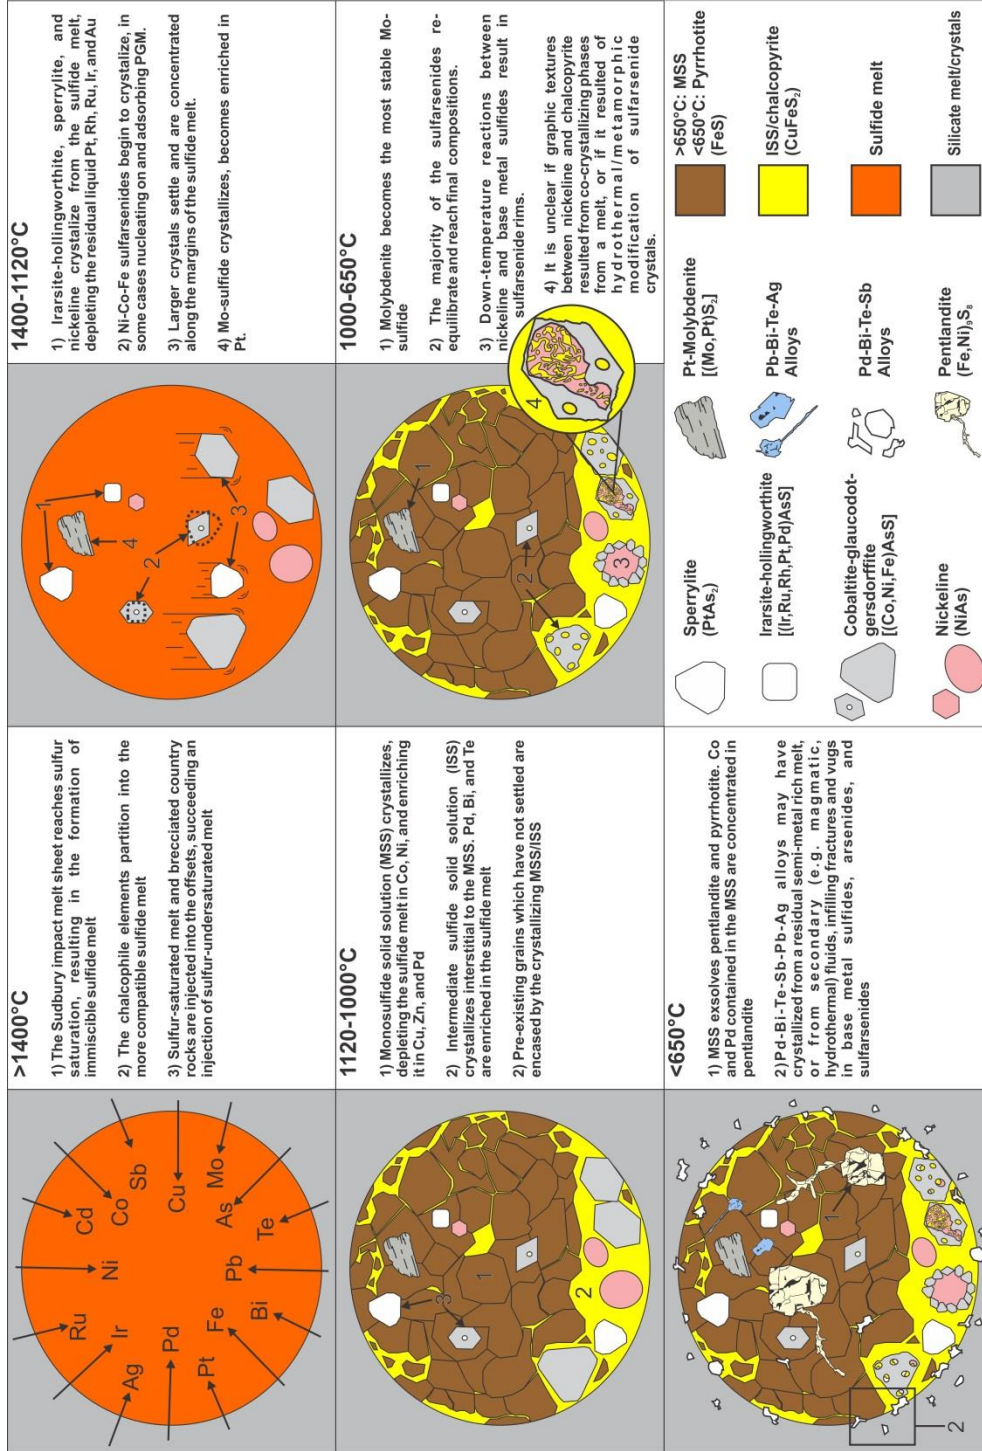 Ru
Ni
Cd
Ir
Co
Ag
Sb
Pd
Cu
Pt
Fe
Pb
As
Mo
Bi
Te
>1400°C
1) The Sudbury impact melt sheet reaches sulfur
saturation, resulting in the formation of
immiscible sulfide melt
2) The chalcophile elements partition into the
more compatible sulfide melt
3) Sulfur-saturated melt and brecciated country
rocks are injected into the offsets, succeeding an
injection of sulfur-undersaturated melt
1
4
2
3
1400-1120°C
1) Irarsite-hollingworthite, sperrylite, and
nickeline crystalize from the sulfide melt,
depleting the residual liquid Pt, Rh, Ru, Ir, and Au
2) Ni-Co-Fe sulfarsenides begin to crystalize, in
some cases nucleating on and adsorbing PGM.
3) Larger crystals settle and are concentrated
along the margins of the sulfide melt.
4) Mo-sulfide crystallizes, becomes enriched in
Pt.
3
1
2
1120-1000°C
1) Monosulfide solid solution (MSS) crystallizes,
depleting the sulfide melt in Co, Ni, and enriching
it in Cu, Zn, and Pd
2) Intermediate sulfide solid solution (ISS)
crystallizes interstitial to the MSS. Pd, Bi, and Te
are enriched in the sulfide melt
2) Pre-existing grains which have not settled are
encased by the crystallizing MSS/ISS
1
2
3
4
1000-650°C
1) Molybdenite becomes the most stable Mo-
sulfide
2) The majority of the sulfarsenides re-
equilibrate and reach final compositions.
3) Down-temperature reactions between
nickeline and base metal sulfides result in
sulfarsenide rims.
4) It is unclear if graphic textures
between nickeline and chalcopyrite
resulted from co-crystalizing phases
from a melt, or if it resulted of
hydrothermal/metamorphic
modification of sulfarsenide
crystals.
1
2
<650°C
1) MSS exsolves pentlandite and pyrrhotite. Co
and Pd contained in the MSS are concentrated in
pentlandite
2) Pd-Bi-Te-Sb-Pb-Ag alloys may have
crystallized from a residual semi-metal rich melt,
or from secondary (e.g. magmatic,
hydrothermal) fluids, infilling fractures and vugs
in base metal sulfides, arsenides, and
sulfarsenides
Sperrylite
(PtAs₂)
Irarsite-hollingworthite
[(Ir,Ru,Rh,Pt,Pd)AsS]
Cobaltite-glaucodot-
gersdorffite
[(Co,Ni,Fe)AsS]
Nickeline
(NiAs)
Pt-Molybdenite
[(Mo,Pt)S₂]
Pb-Bi-Te-Ag
Alloys
Pd-Bi-Te-Sb
Alloys
Pentlandite
(Fe,Ni)₉S₈
>650°C: MSS
<650°C: Pyrrhotite
(FeS)
ISS/chalcopyrite
(CuFeS₂)
Sulfide melt
Silicate melt/crystals